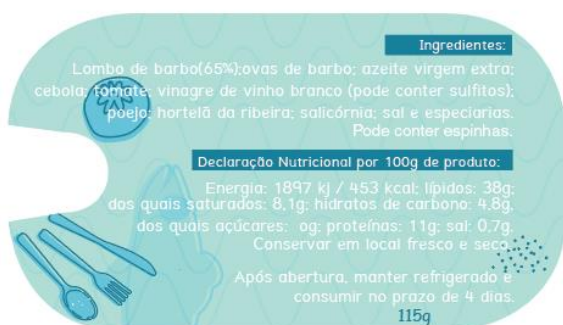 Ingredientes:
Lombo de barbo(65%);ovas de barbo; azeite virgem extra;
cebola; tomate; vinagre de vinho branco (pode conter sulfitos);
poejo; hortelã da ribeira; salicórnia; sal e especiarias.
Pode conter espinhas.
Declaração Nutricional por 100g de produto:
Energia: 1897 kj / 453 kcal; lípidos: 38g;
dos quais saturados: 8,1g; hidratos de carbono: 4,8g,
dos quais açúcares: 0g; proteínas: 11g; sal: 0,7g.
Conservar em local fresco e seco.
Após abertura, manter refrigerado e
consumir no prazo de 4 dias.
115g